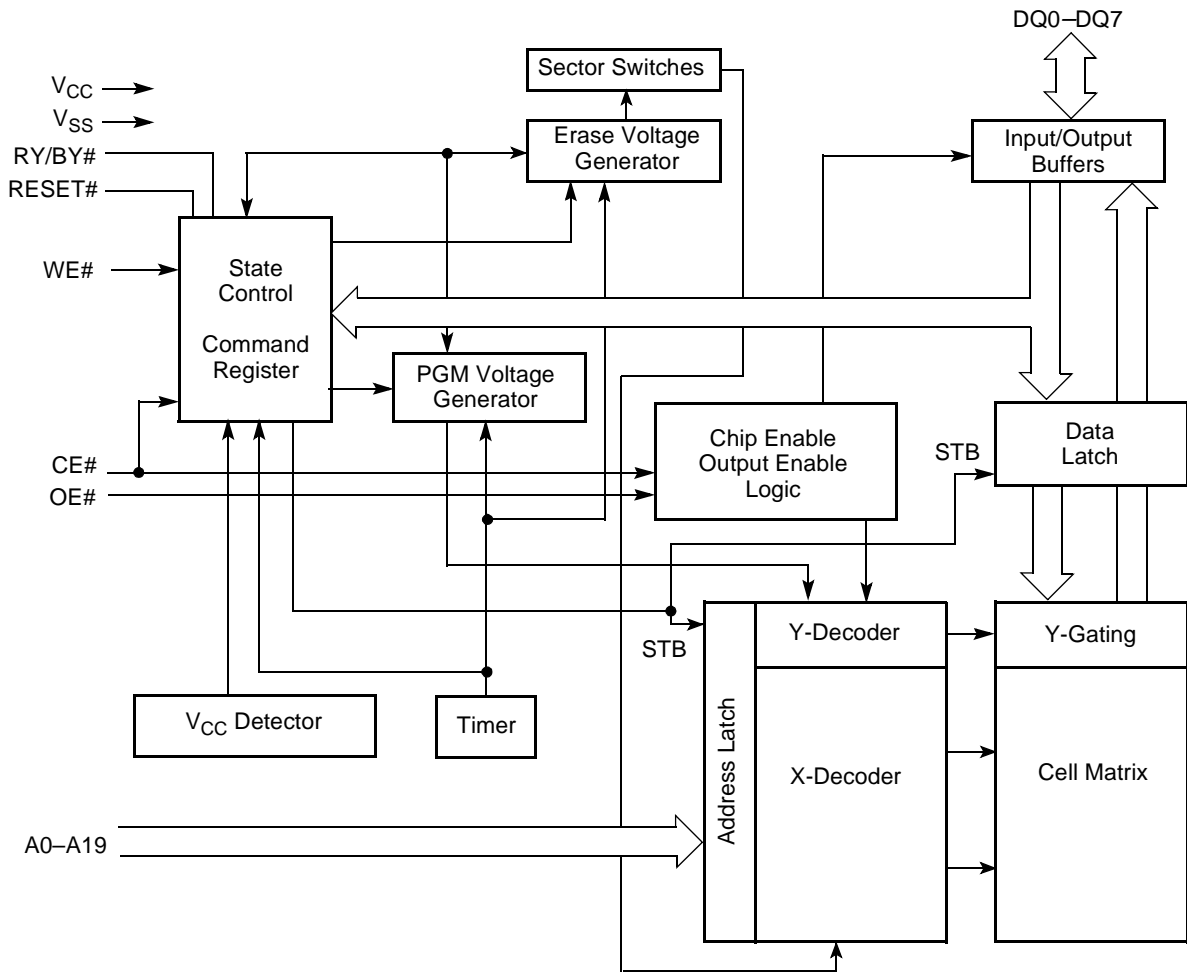 DQ0–DQ7
Sector Switches
VCC
VSS
Erase Voltage
Generator
Input/Output
Buffers
RY/BY#
RESET#
WE#
State
Control
Command
Register
PGM Voltage
Generator
Chip Enable
Output Enable
Logic
STB
Data
Latch
CE#
OE#
STB
Y-Decoder
Y-Gating
VCC Detector
Timer
Address Latch
X-Decoder
Cell Matrix
A0–A19